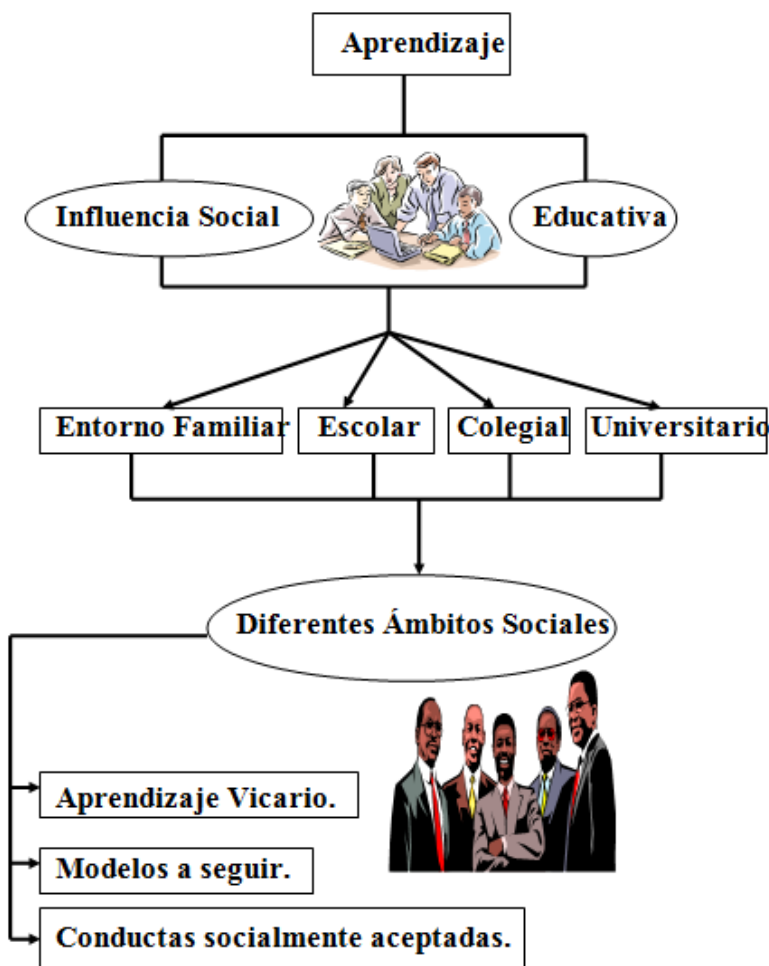 Aprendizaje
Influencia Social
Educativa
Entorno Familiar
Escolar
Colegial
Universitario
Diferentes Ámbitos Sociales
Aprendizaje Vicario.
Modelos a seguir.
Conductas socialmente aceptadas.